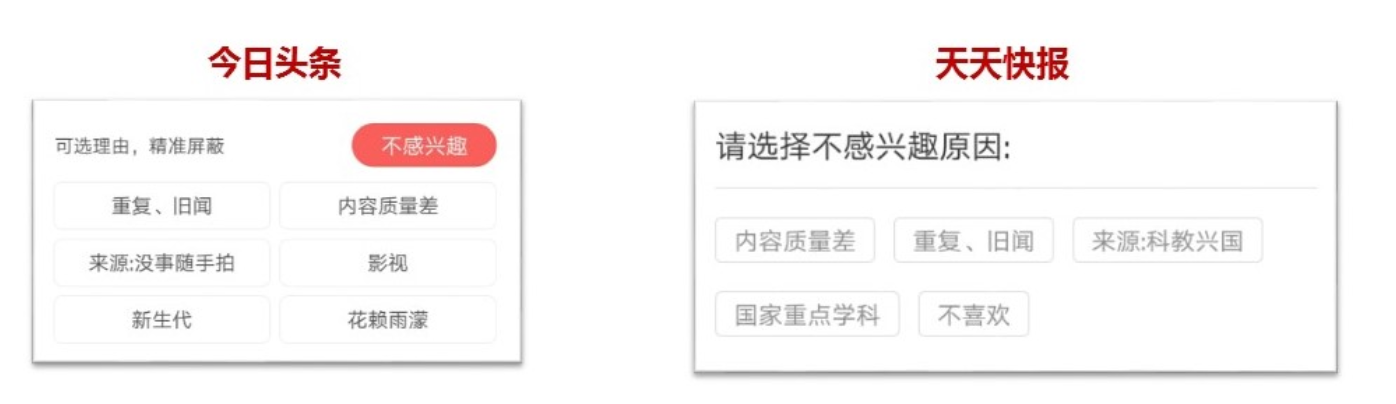 今日头条
可选理由，精准屏蔽 不感兴趣
重复、旧闻 内容质量差
来源:没事随手拍 影视
新生代 花赖雨濛
天天快报
请选择不感兴趣原因:
内容质量差 重复、旧闻 来源:科教兴国
国家重点学科 不喜欢